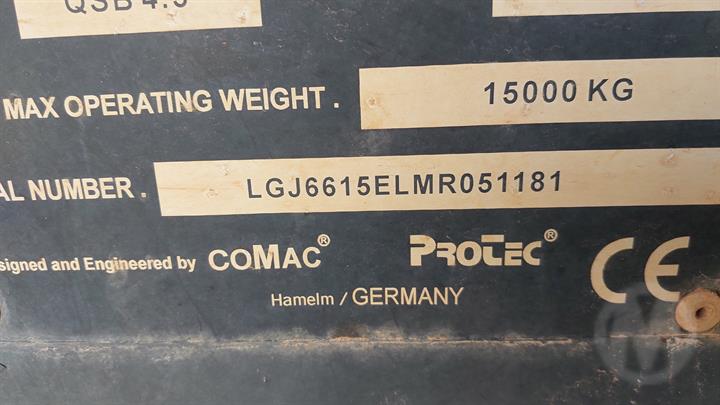 QSB 4.5
MAX OPERATING WEIGHT . 15000 KG
AL NUMBER . LGJ6615ELMR051181
signed and Engineered by COMAC® PROTEC® CE
Hamelm / GERMANY